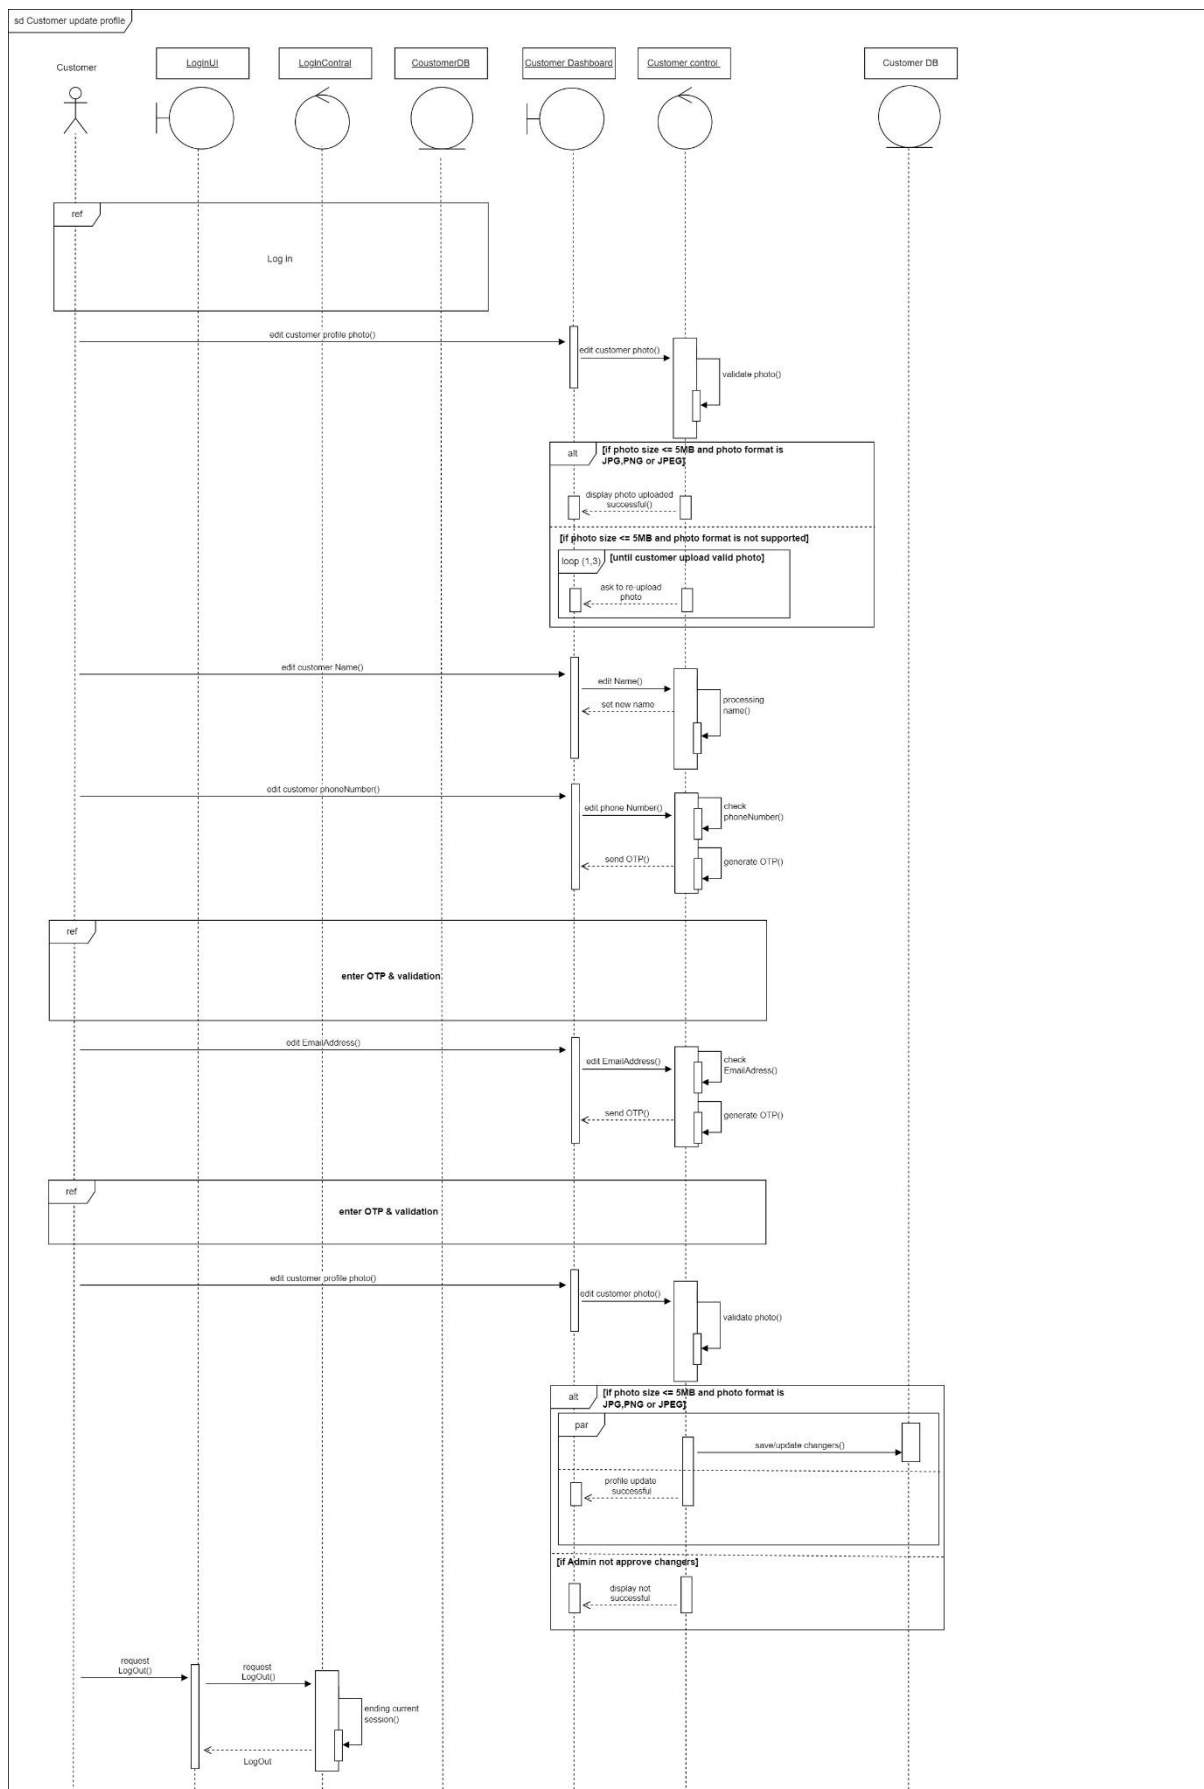 sd Customer update profile
Customer
LogInUI
LogInContral
CoustomerDB
Customer Dashboard
Customer control
Customer DB
ref
Log in
edit customer profile photo()
edit customer photo()
validate photo()
alt
[if photo size <= 5MB and photo format is
JPG,PNG or JPEG]
display photo uploaded
successful()
[if photo size <= 5MB and photo format is not supported]
loop (1,3)
[until customer upload valid photo]
ask to re-upload
photo
edit customer Name()
edit Name()
set new name
processing
name()
edit customer phoneNumber()
edit phone Number()
check
phoneNumber()
send OTP()
generate OTP()
ref
enter OTP & validation
edit EmailAddress()
edit EmailAddress()
check
EmailAdress()
send OTP()
generate OTP()
ref
enter OTP & validation
edit customer profile photo()
edit customer photo()
validate photo()
alt
[if photo size <= 5MB and photo format is
JPG,PNG or JPEG]
par
save/update changers()
profile update
successful
[if Admin not approve changers]
display not
successful
request
LogOut()
request
LogOut()
ending current
session()
LogOut